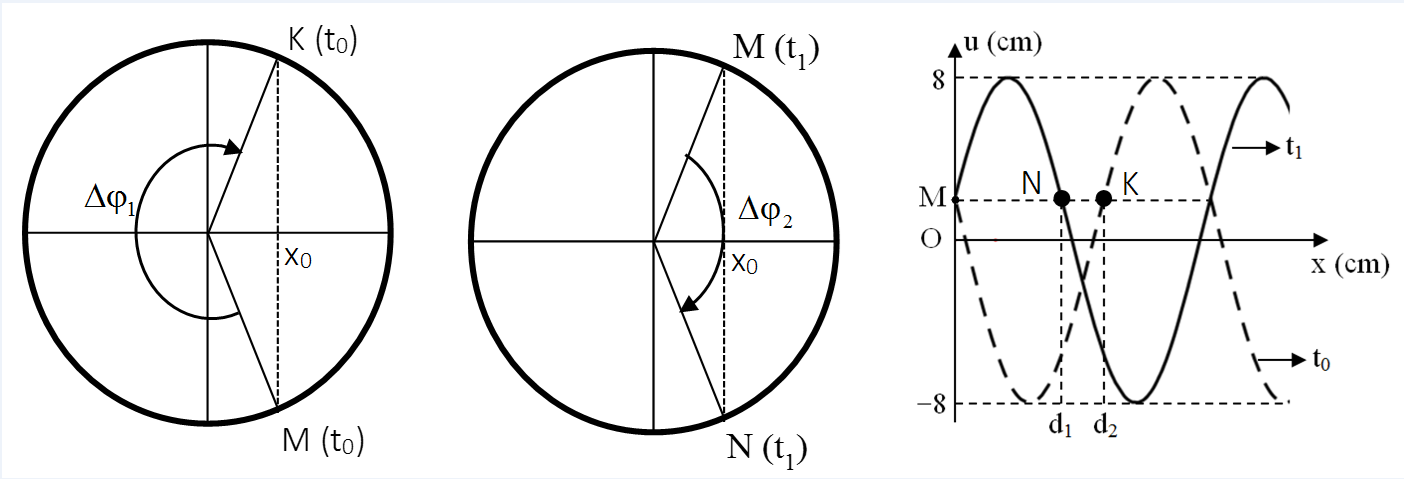 K (t₀)
Δφ₁
x₀
M (t₀)
M (t₁)
Δφ₂
x₀
N (t₁)
u (cm)
8
t₁
N
K
M
O
x (cm)
t₀
−8
d₁
d₂